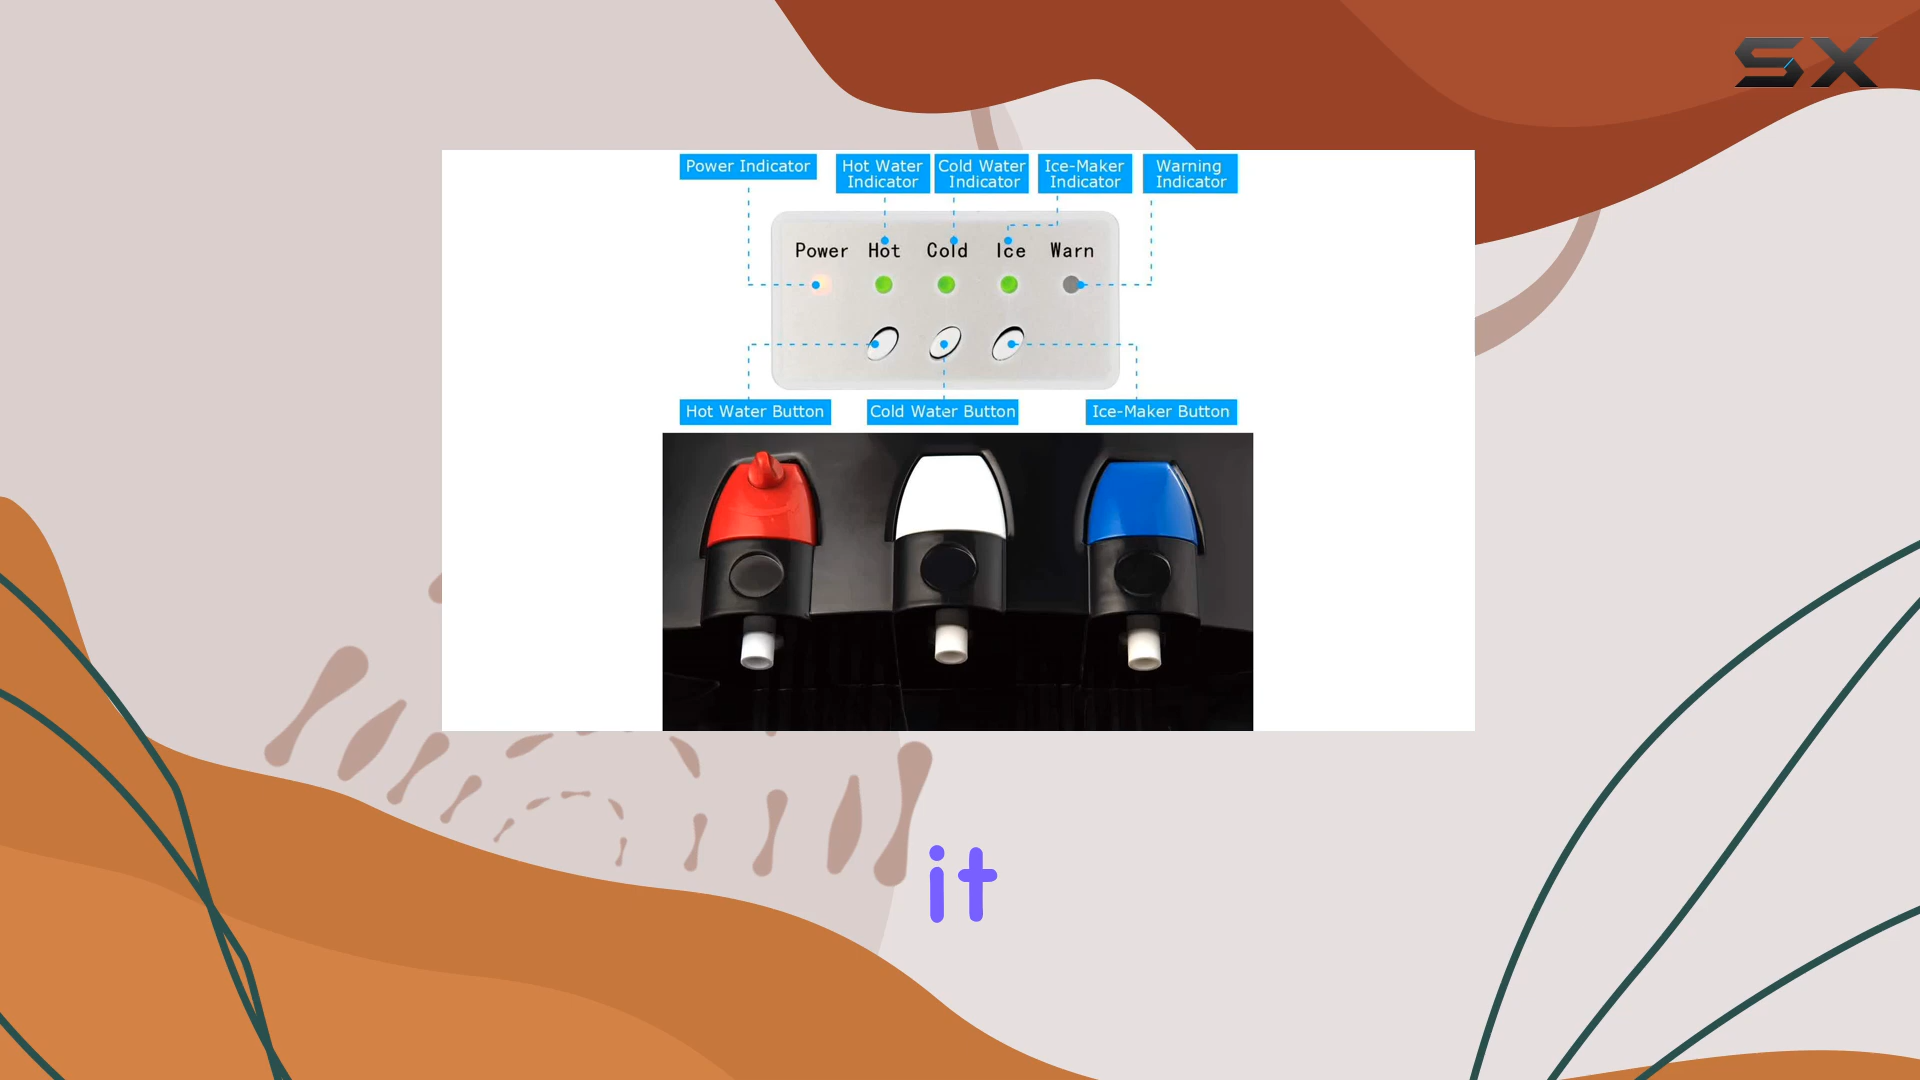 SX
Power Indicator
Hot Water
Indicator
Cold Water
Indicator
Ice-Maker
Indicator
Warning
Indicator
Power Hot Cold Ice Warn
Hot Water Button
Cold Water Button
Ice-Maker Button
it